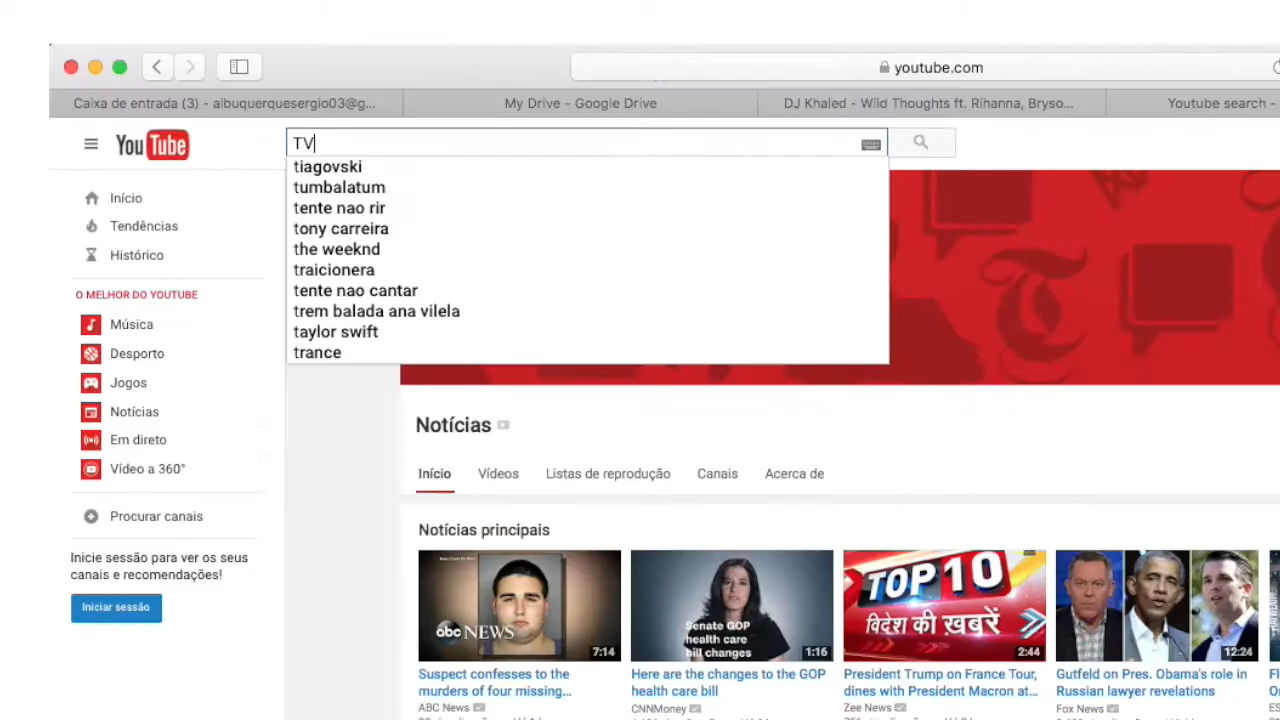 youtube.com
Caixa de entrada (3) - albuquerquesergio03@g...
My Drive - Google Drive
DJ Khaled - Wild Thoughts ft. Rihanna, Bryso...
Youtube search -
YouTube
TV
tiagovski
tumbalatum
tente nao rir
tony carreira
the weeknd
traicionera
tente nao cantar
trem balada ana vilela
taylor swift
trance
Início
Tendências
Histórico
O MELHOR DO YOUTUBE
Música
Desporto
Jogos
Notícias
Em direto
Vídeo a 360°
Procurar canais
Inicie sessão para ver os seus
canais e recomendações!
Iniciar sessão
Notícias
Início
Vídeos
Listas de reprodução
Canais
Acerca de
Notícias principais
abc NEWS
7:14
Senate GOP
health care
bill changes
1:16
TOP 10
विदेश की ख़बरें
2:44
12:24
Suspect confesses to the
murders of four missing...
ABC News
Here are the changes to the GOP
health care bill
CNNMoney
President Trump on France Tour,
dines with President Macron at...
Zee News
Gutfeld on Pres. Obama's role in
Russian lawyer revelations
Fox News